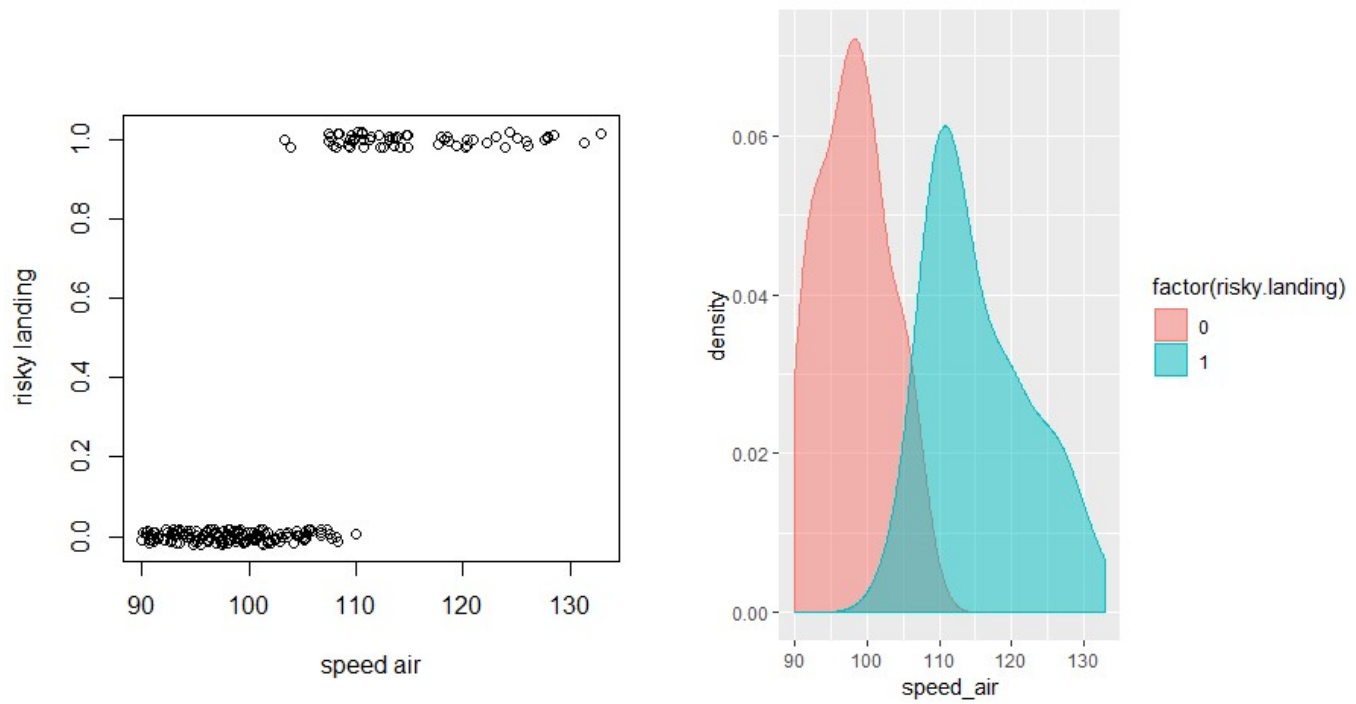 risky landing
1.0
0.8
0.6
0.4
0.2
0.0
90 100 110 120 130
speed air
density
0.06
0.04
0.02
0.00
90 100 110 120 130
speed_air
factor(risky.landing)
0
1